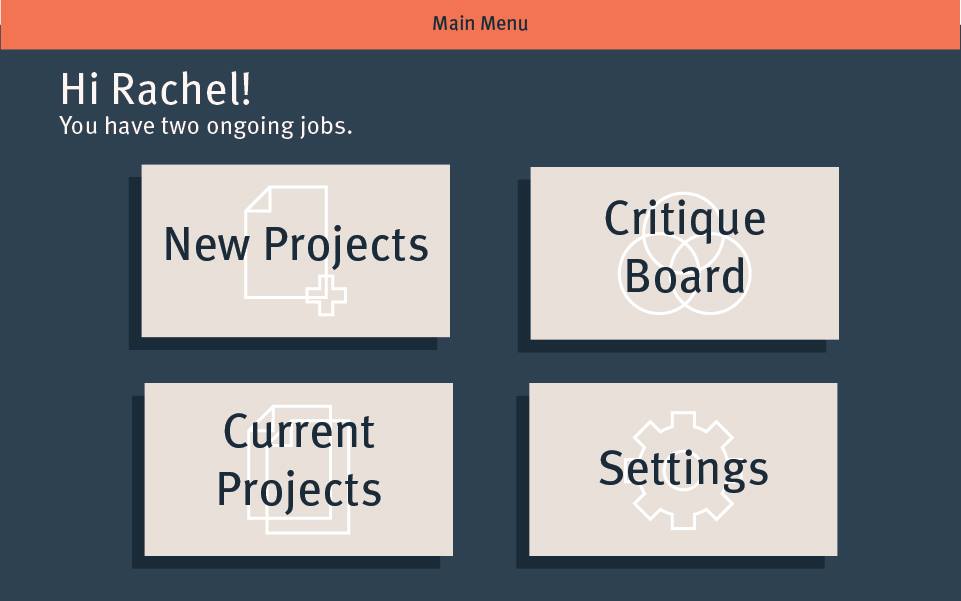 Main Menu
Hi Rachel!
You have two ongoing jobs.
New Projects
Critique
Board
Current
Projects
Settings